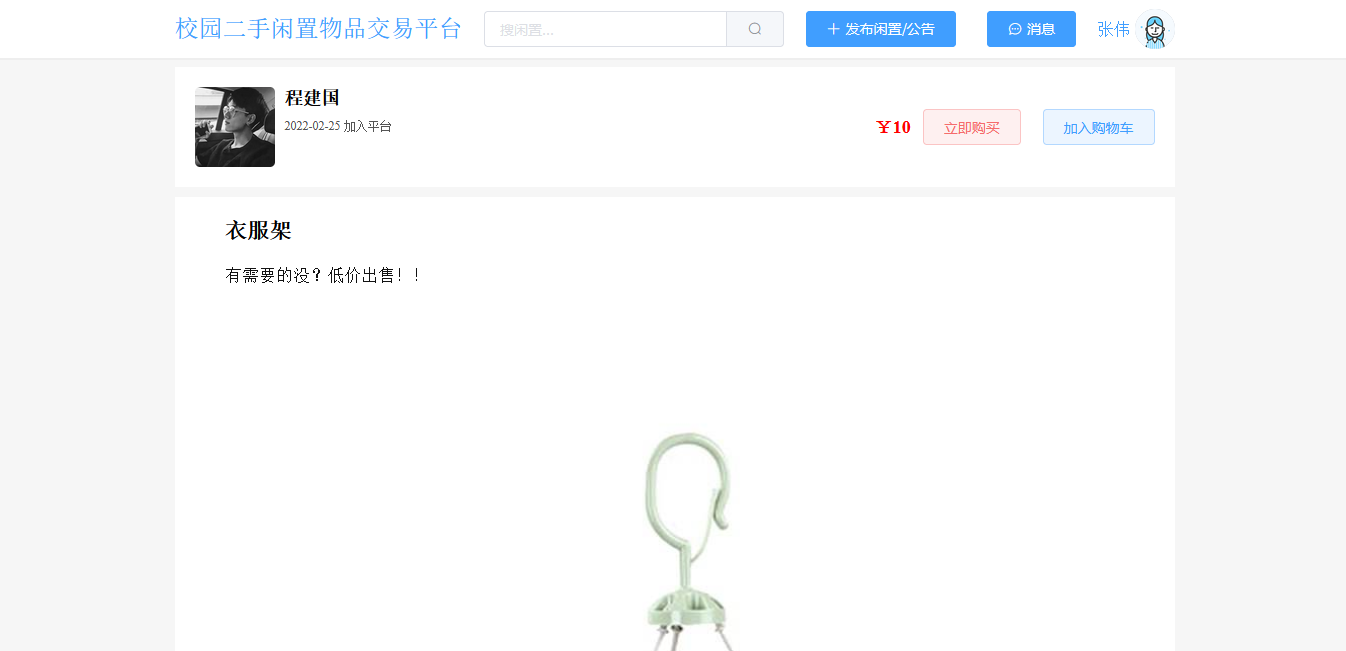 校园二手闲置物品交易平台
搜闲置...
发布闲置/公告
消息
张伟
程建国
2022-02-25 加入平台
￥10
立即购买
加入购物车
衣服架
有需要的没？低价出售！！